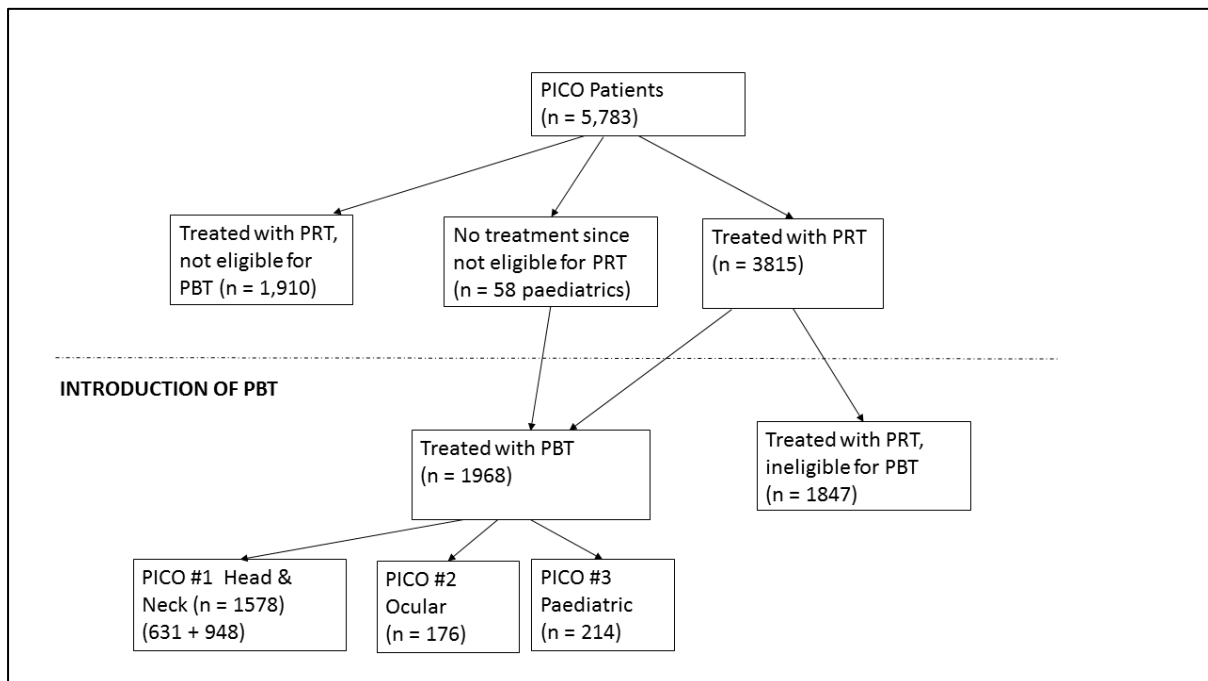 PICO Patients
(n = 5,783)
Treated with PRT,
not eligible for
PBT (n = 1,910)
No treatment since
not eligible for PRT
(n = 58 paediatrics)
Treated with PRT
(n = 3815)
INTRODUCTION OF PBT
Treated with PBT
(n = 1968)
Treated with PRT,
ineligible for PBT
(n = 1847)
PICO #1 Head &
Neck (n = 1578)
(631 + 948)
PICO #2
Ocular
(n = 176)
PICO #3
Paediatric
(n = 214)